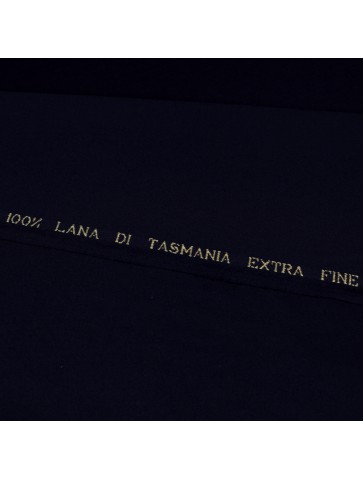 100% LANA DI TASMANIA EXTRA FINE